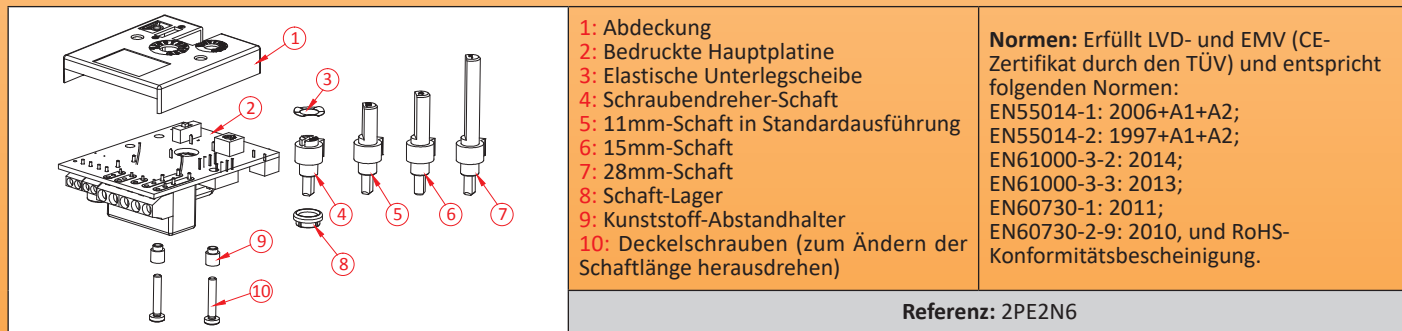 1
2
3
4
5
6
7
8
9
10
1: Abdeckung
2: Bedruckte Hauptplatine
3: Elastische Unterlegscheibe
4: Schraubendreher-Schaft
5: 11mm-Schaft in Standardausführung
6: 15mm-Schaft
7: 28mm-Schaft
8: Schaft-Lager
9: Kunststoff-Abstandhalter
10: Deckelschrauben (zum Ändern der
Schaftlänge herausdrehen)
Normen: Erfüllt LVD- und EMV (CE-
Zertifikat durch den TÜV) und entspricht
folgenden Normen:
EN55014-1: 2006+A1+A2;
EN55014-2: 1997+A1+A2;
EN61000-3-2: 2014;
EN61000-3-3: 2013;
EN60730-1: 2011;
EN60730-2-9: 2010, und RoHS-
Konformitätsbescheinigung.
Referenz: 2PE2N6